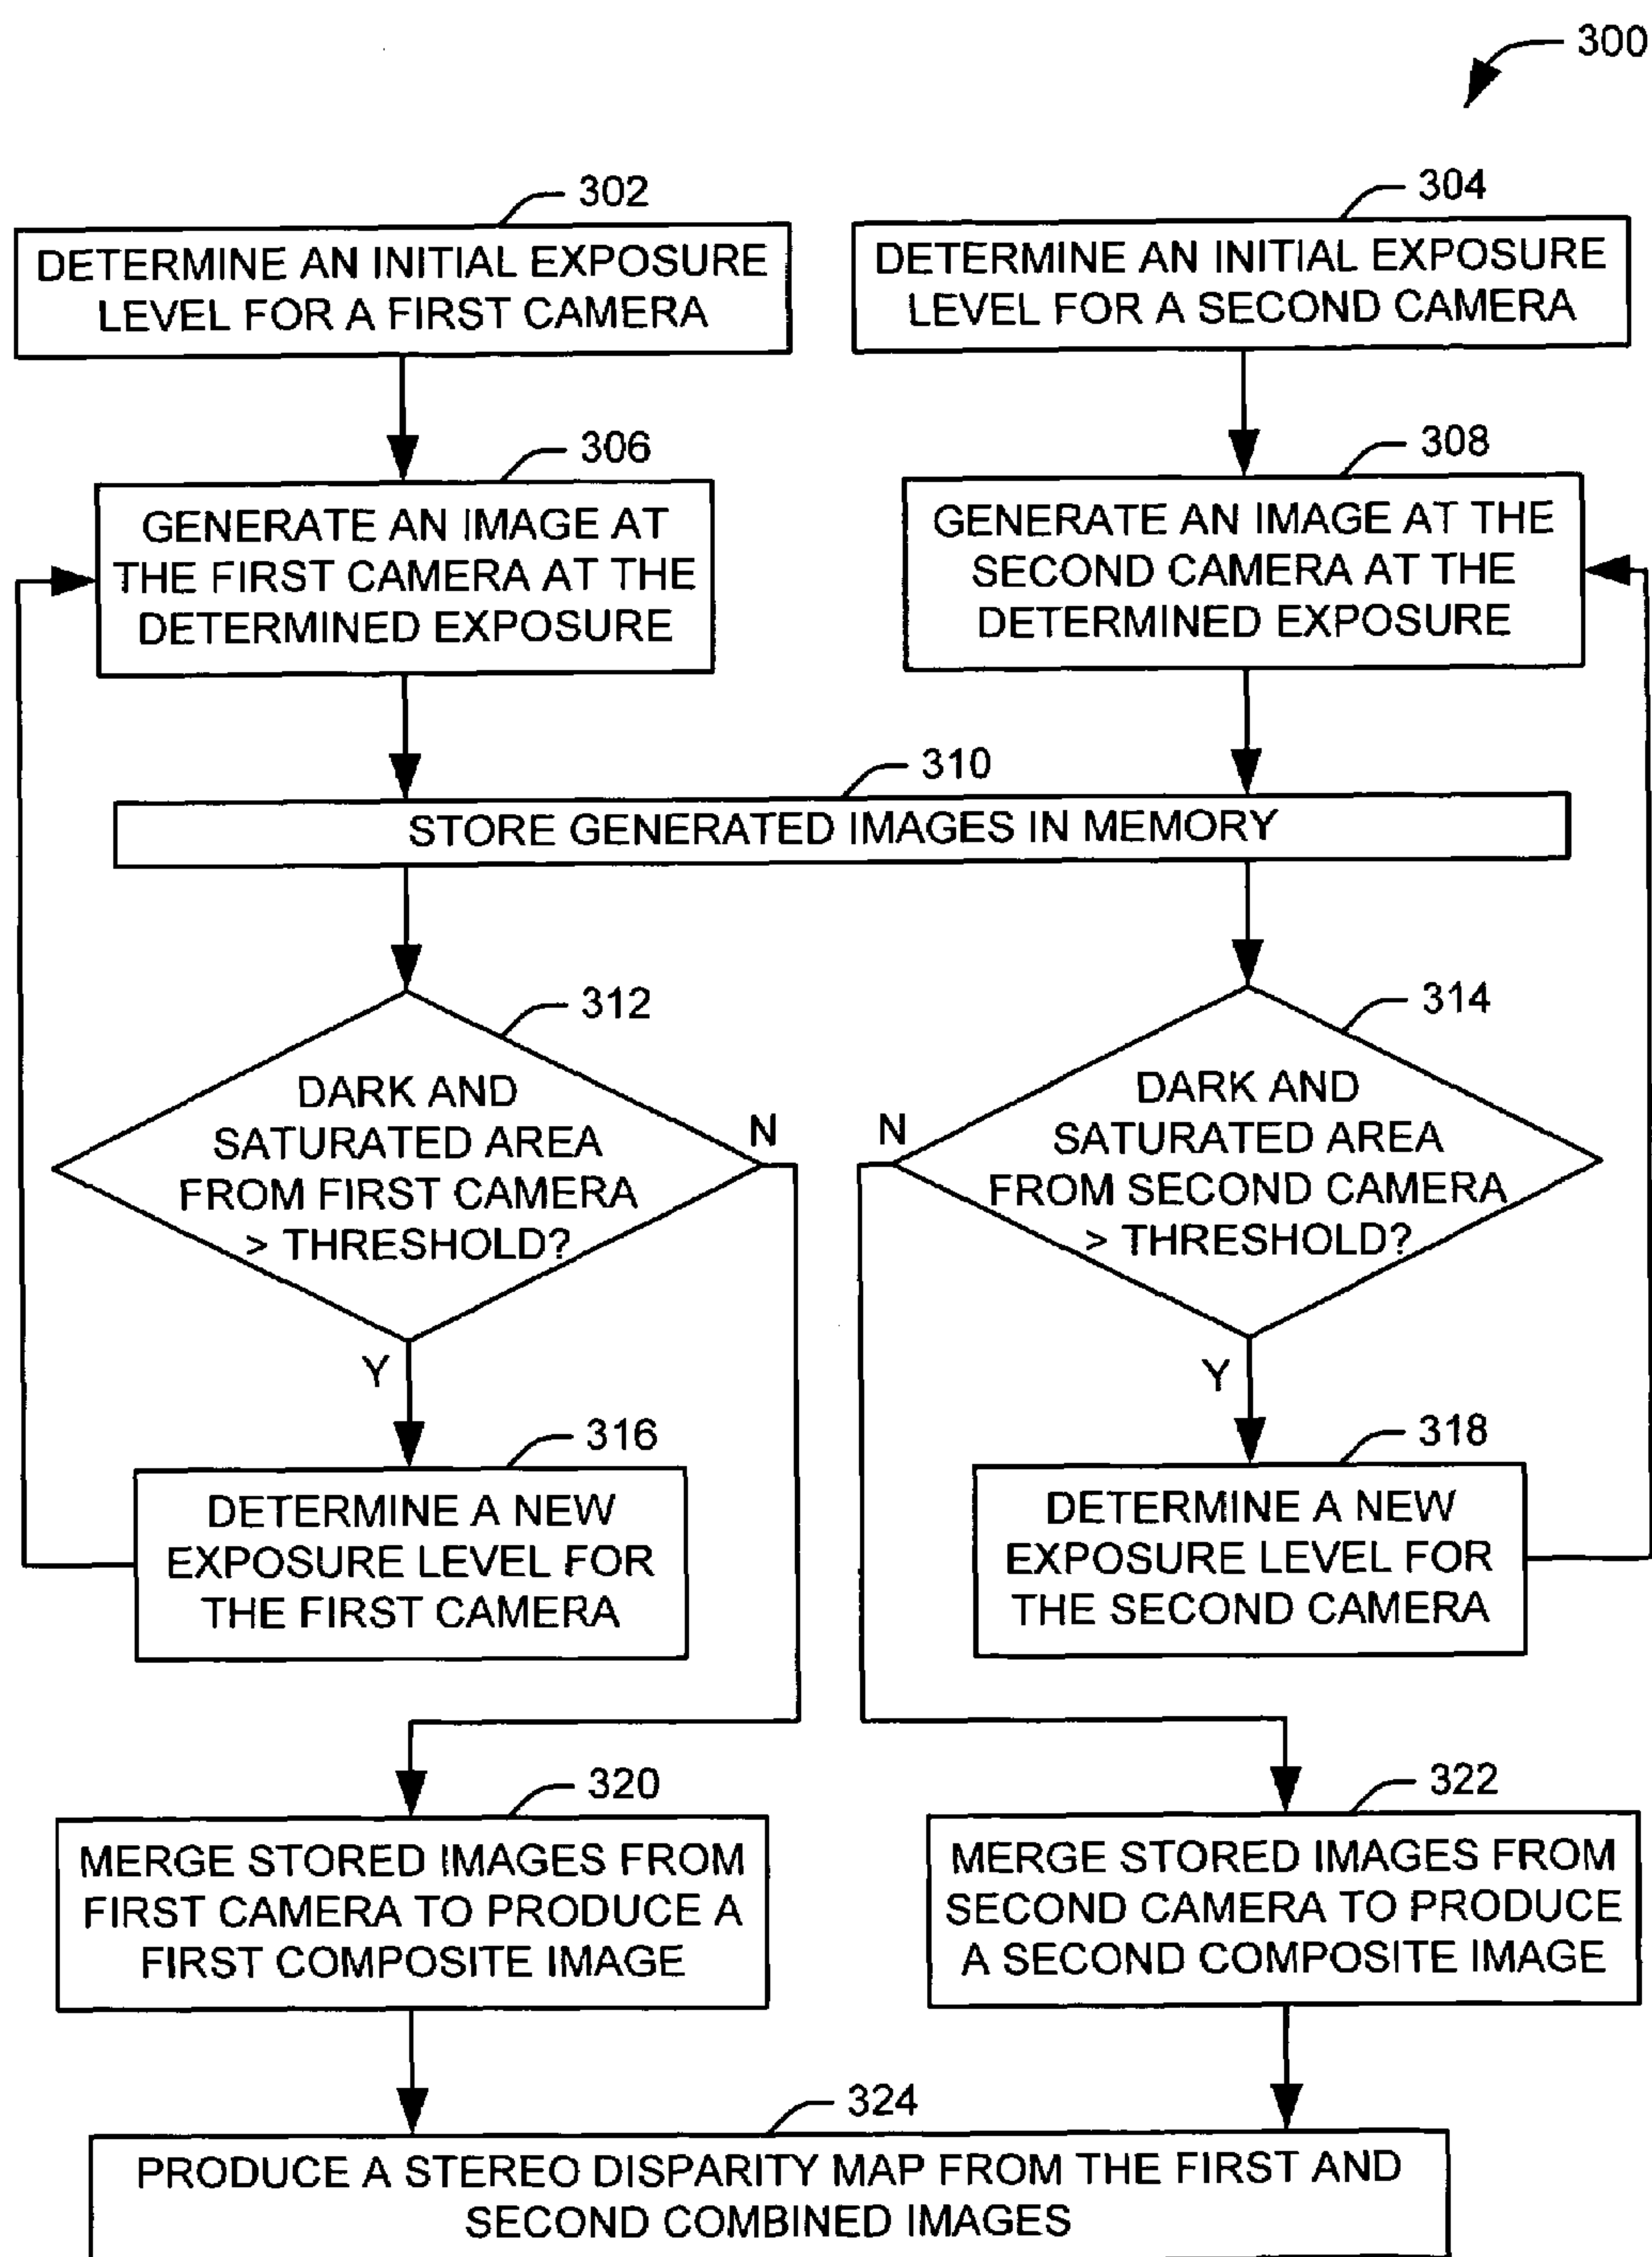 300
302
304
DETERMINE AN INITIAL EXPOSURE
LEVEL FOR A FIRST CAMERA
DETERMINE AN INITIAL EXPOSURE
LEVEL FOR A SECOND CAMERA
306
308
GENERATE AN IMAGE AT
THE FIRST CAMERA AT THE
DETERMINED EXPOSURE
GENERATE AN IMAGE AT THE
SECOND CAMERA AT THE
DETERMINED EXPOSURE
310
STORE GENERATED IMAGES IN MEMORY
312
314
DARK AND
SATURATED AREA
FROM FIRST CAMERA
> THRESHOLD?
N
N
DARK AND
SATURATED AREA
FROM SECOND CAMERA
> THRESHOLD?
Y
Y
316
318
DETERMINE A NEW
EXPOSURE LEVEL FOR
THE FIRST CAMERA
DETERMINE A NEW
EXPOSURE LEVEL FOR
THE SECOND CAMERA
320
322
MERGE STORED IMAGES FROM
FIRST CAMERA TO PRODUCE A
FIRST COMPOSITE IMAGE
MERGE STORED IMAGES FROM
SECOND CAMERA TO PRODUCE
A SECOND COMPOSITE IMAGE
324
PRODUCE A STEREO DISPARITY MAP FROM THE FIRST AND
SECOND COMBINED IMAGES